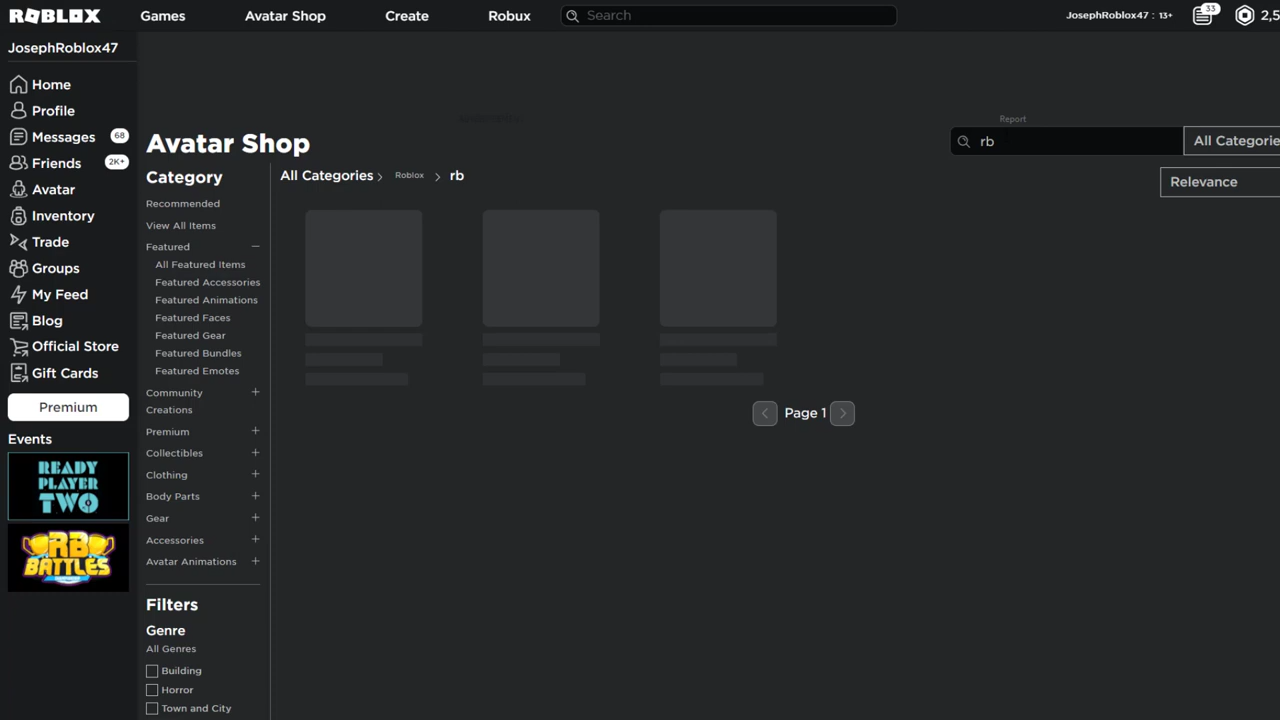 ROBLOX Games Avatar Shop Create Robux Search JosephRoblox47 : 13+ 33 2,5
JosephRoblox47
Home
Profile
Messages 68
Friends 2K+
Avatar
Inventory
Trade
Groups
My Feed
Blog
Official Store
Gift Cards
Premium
Events
READY
PLAYER
TWO
RB
BATTLES
Report
Avatar Shop
rb All Categorie
Relevance
All Categories > Roblox > rb
Category
Recommended
View All Items
Featured
All Featured Items
Featured Accessories
Featured Animations
Featured Faces
Featured Gear
Featured Bundles
Featured Emotes
Community
Creations
Premium
Collectibles
Clothing
Body Parts
Gear
Accessories
Avatar Animations
Filters
Genre
All Genres
Building
Horror
Town and City
Page 1